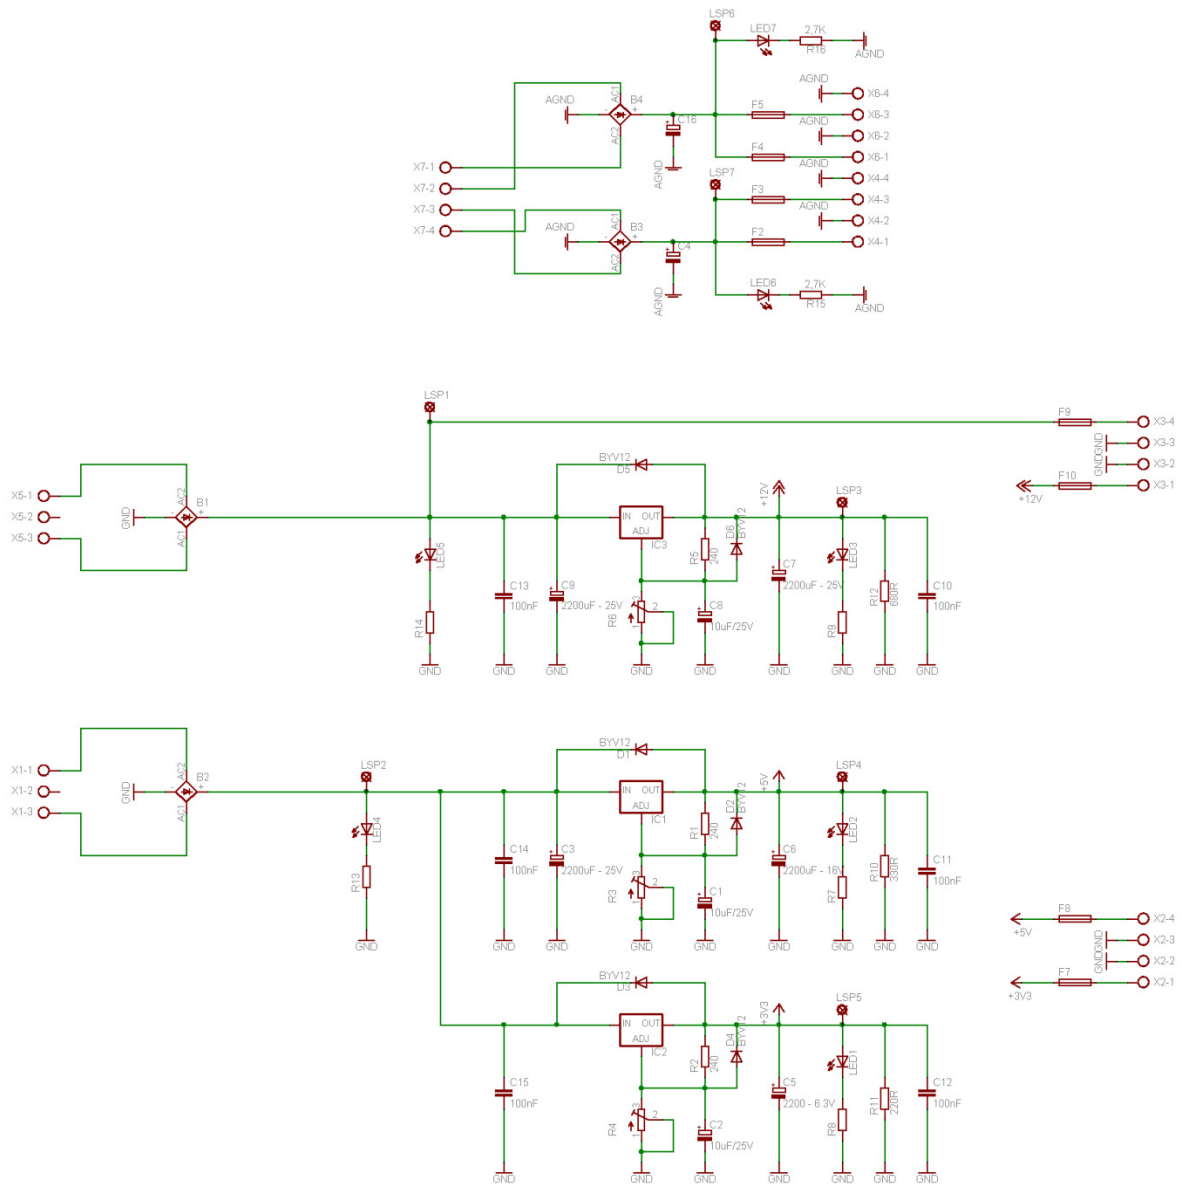 LSP6
LED7
2,7K
R16
AGND
AGND
X6-4
AC1
B4
AGND
-
+
AC2
C16
+
F5
X6-3
AGND
X6-2
F4
X6-1
AGND
AGND
X4-4
X7-1
X7-2
X7-3
X7-4
LSP7
F3
X4-3
AGND
X4-2
AC1
B3
AGND
-
+
AC2
C4
+
F2
X4-1
AGND
LED6
2,7K
R15
AGND
LSP1
F9
X3-4
GND
X3-3
GND
X3-2
F10
X3-1
+12V
X5-1
X5-2
X5-3
AC2
B1
GND
-
+
AC1
BYV12
D5
IN OUT
ADJ
IC3
+12V
LSP3
D6
BYV12
R5
240
LED5
R14
C13
100nF
C9
2200uF - 25V
R6
3
2
1
C8
10uF/25V
C7
2200uF - 25V
LED3
R9
R12
680R
C10
100nF
GND
GND
GND
GND
GND
GND
GND
GND
GND
X1-1
X1-2
X1-3
AC2
B2
GND
-
+
AC1
LSP2
BYV12
D1
IN OUT
ADJ
IC1
+5V
LSP4
D2
BYV12
R1
240
LED4
R13
C14
100nF
C3
2200uF - 25V
R3
3
2
1
C1
10uF/25V
C6
2200uF - 16V
LED2
R7
R10
330R
C11
100nF
GND
GND
GND
GND
GND
GND
GND
GND
GND
F8
X2-4
+5V
GND
X2-3
GND
X2-2
F7
X2-1
+3V3
BYV12
D3
IN OUT
ADJ
IC2
+3V3
LSP5
D4
BYV12
R2
240
C15
100nF
R4
3
2
1
C2
10uF/25V
C5
2200 - 6.3V
LED1
R8
R11
220R
C12
100nF
GND
GND
GND
GND
GND
GND
GND